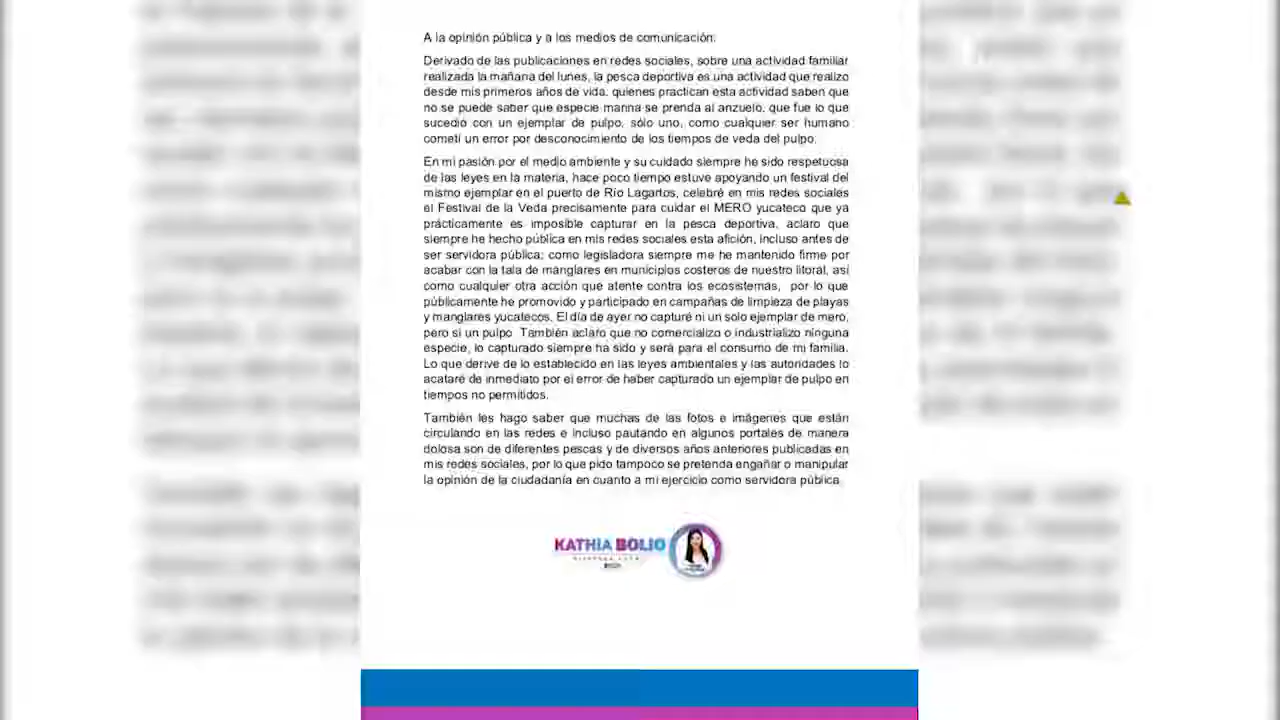 A la opinión pública y a los medios de comunicación:
Derivado de las publicaciones en redes sociales, sobre una actividad familiar
realizada la mañana del lunes, la pesca deportiva es una actividad que realizo
desde mis primeros años de vida, quienes practican esta actividad saben que
no se puede saber que especie marina se prenda al anzuelo, que fue lo que
sucedió con un ejemplar de pulpo, sólo uno, como cualquier ser humano
cometí un error por desconocimiento de los tiempos de veda del pulpo.
En mi pasión por el medio ambiente y su cuidado siempre he sido respetuosa
de las leyes en la materia, hace poco tiempo estuve apoyando un festival del
mismo ejemplar en el puerto de Río Lagartos, celebré en mis redes sociales
el Festival de la Veda precisamente para cuidar el MERO yucateco que ya
prácticamente es imposible capturar en la pesca deportiva, aclaro que
siempre he hecho pública en mis redes sociales esta afición, incluso antes de
ser servidora pública; como legisladora siempre me he mantenido firme por
acabar con la tala de manglares en municipios costeros de nuestro litoral, así
como cualquier otra acción que atente contra los ecosistemas, por lo que
públicamente he promovido y participado en campañas de limpieza de playas
y manglares yucatecos. El día de ayer no capturé ni un solo ejemplar de mero,
pero si un pulpo. También aclaro que no comercializo o industrializo ninguna
especie, lo capturado siempre ha sido y será para el consumo de mi familia.
Lo que derive de lo establecido en las leyes ambientales y las autoridades lo
acataré de inmediato por el error de haber capturado un ejemplar de pulpo en
tiempos no permitidos.
También les hago saber que muchas de las fotos e imágenes que están
circulando en las redes e incluso pautando en algunos portales de manera
dolosa son de diferentes pescas y de diversos años anteriores publicadas en
mis redes sociales, por lo que pido tampoco se pretenda engañar o manipular
la opinión de la ciudadanía en cuanto a mi ejercicio como servidora pública.
KATHIA BOLIO